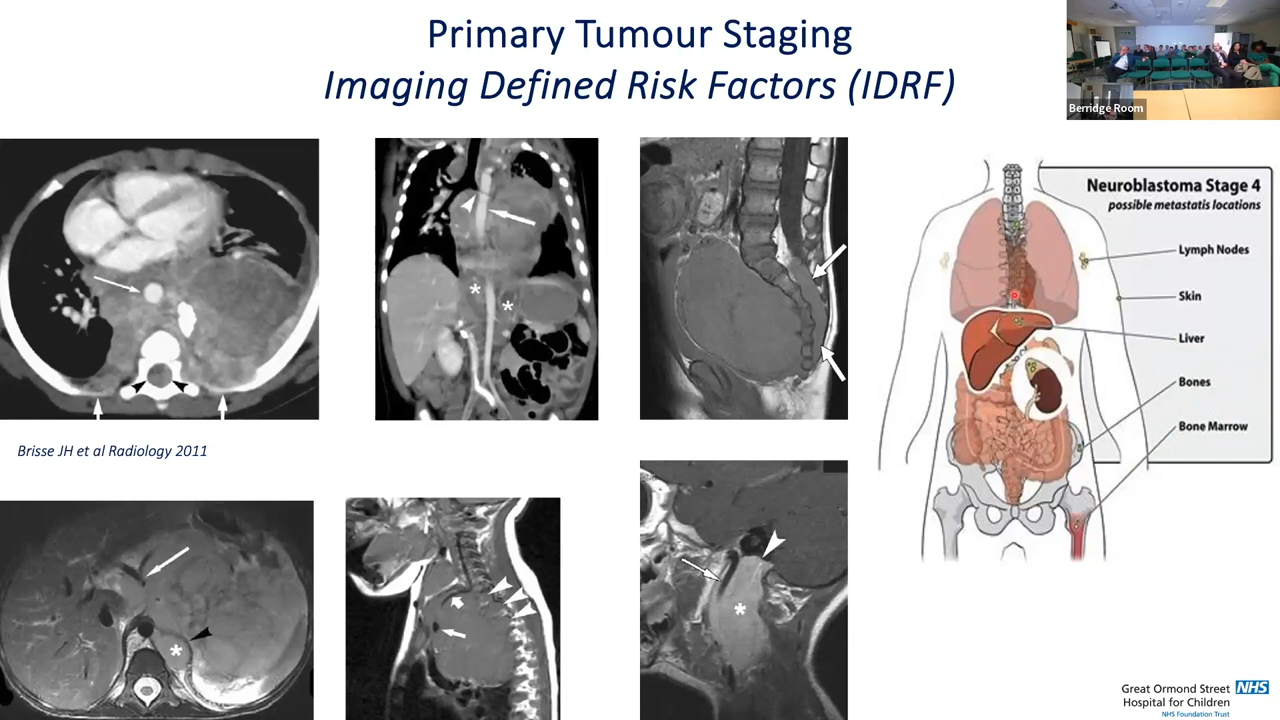 Primary Tumour Staging
Imaging Defined Risk Factors (IDRF)
Berridge Room
Neuroblastoma Stage 4
possible metastatis locations
Lymph Nodes
Skin
Liver
Bones
Bone Marrow
Brisse JH et al Radiology 2011
*
*
*
*
Great Ormond Street
Hospital for Children
NHS
NHS Foundation Trust